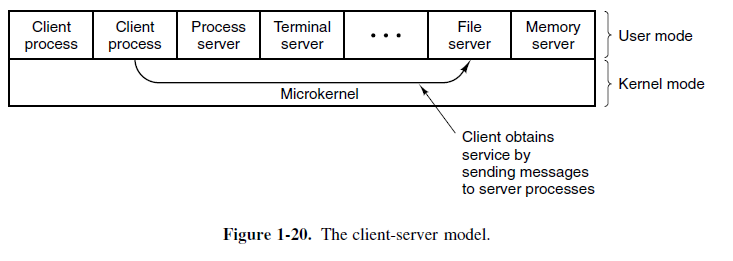 Client process
Client process
Process server
Terminal server
• • •
File server
Memory server
User mode
Microkernel
Kernel mode
Client obtains
service by
sending messages
to server processes
Figure 1-20. The client-server model.